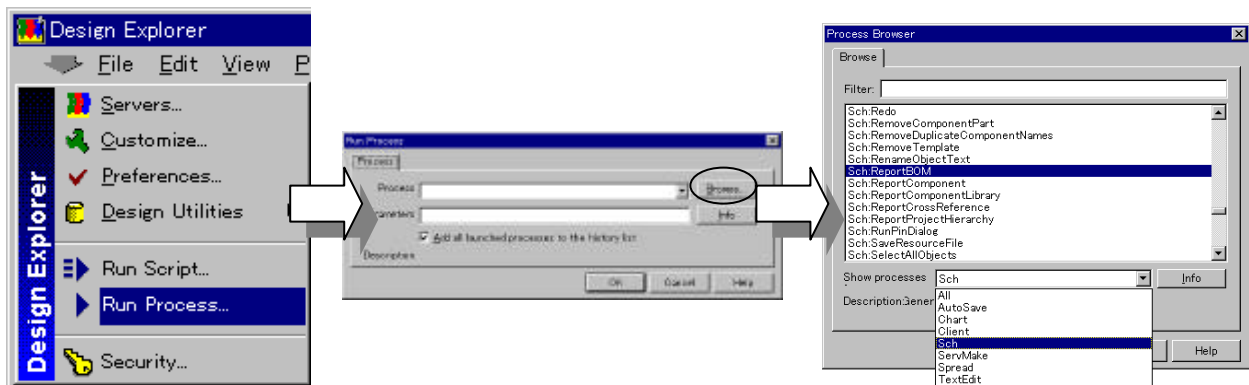 Design Explorer
File Edit View P
Servers...
Customize...
Preferences...
Design Utilities
Run Script...
Run Process...
Security...
Design Explorer
Run Process
Process
Process
Browse...
arameters
Info
Add all launched processes to the history list
Description
OK Cancel Help
Process Browser
Browse
Filter:
Sch:Redo
Sch:RemoveComponentPart
Sch:RemoveDuplicateComponentNames
Sch:RemoveTemplate
Sch:RenameObjectText
Sch:ReportBOM
Sch:ReportComponent
Sch:ReportComponentLibrary
Sch:ReportCrossReference
Sch:ReportProjectHierarchy
Sch:RunPinDialog
Sch:SaveResourceFile
Sch:SelectAllObjects
Show processes Sch Info
Description:Gener
All
AutoSave
Chart
Client
Sch
ServMake
Spread
TextEdit
Help